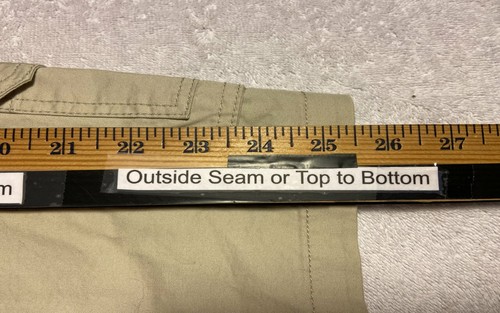 0 21 22 23 24 25 26 27
m
Outside Seam or Top to Bottom